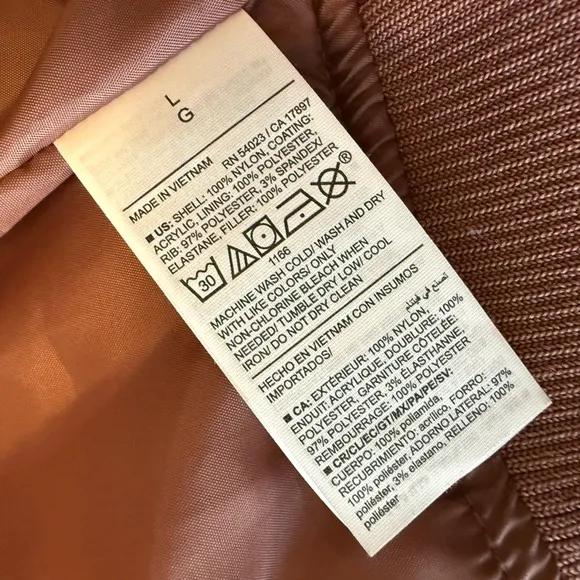 L
G
MADE IN VIETNAM RN 54023 / CA 17897
■ US: SHELL: 100% NYLON, COATING:
ACRYLIC, LINING: 100% POLYESTER,
RIB: 97% POLYESTER, 3% SPANDEX/
ELASTANE, FILLER: 100% POLYESTER
30
®
1166
MACHINE WASH COLD/ WASH AND DRY
WITH LIKE COLORS/ ONLY
NON-CHLORINE BLEACH WHEN
NEEDED/ TUMBLE DRY LOW/ COOL
IRON/ DO NOT DRY CLEAN
HECHO EN VIETNAM CON INSUMOS
IMPORTADOS/ تصنع في فيتنام
■ CA: EXTÉRIEUR: 100% NYLON,
ENDUIT: ACRYLIQUE, DOUBLURE: 100%
POLYESTER, GARNITURE CÔTELÉE:
97% POLYESTER, 3% ÉLASTHANNE,
REMBOURRAGE: 100% POLYESTER
■ CR/CL/EC/GT/MX/PA/PE/SV:
CUERPO: 100% poliamida,
RECUBRIMIENTO: acrílico, FORRO:
100% poliéster, ADORNO LATERAL: 97%
poliéster, 3% elastano, RELLENO: 100%
poliéster